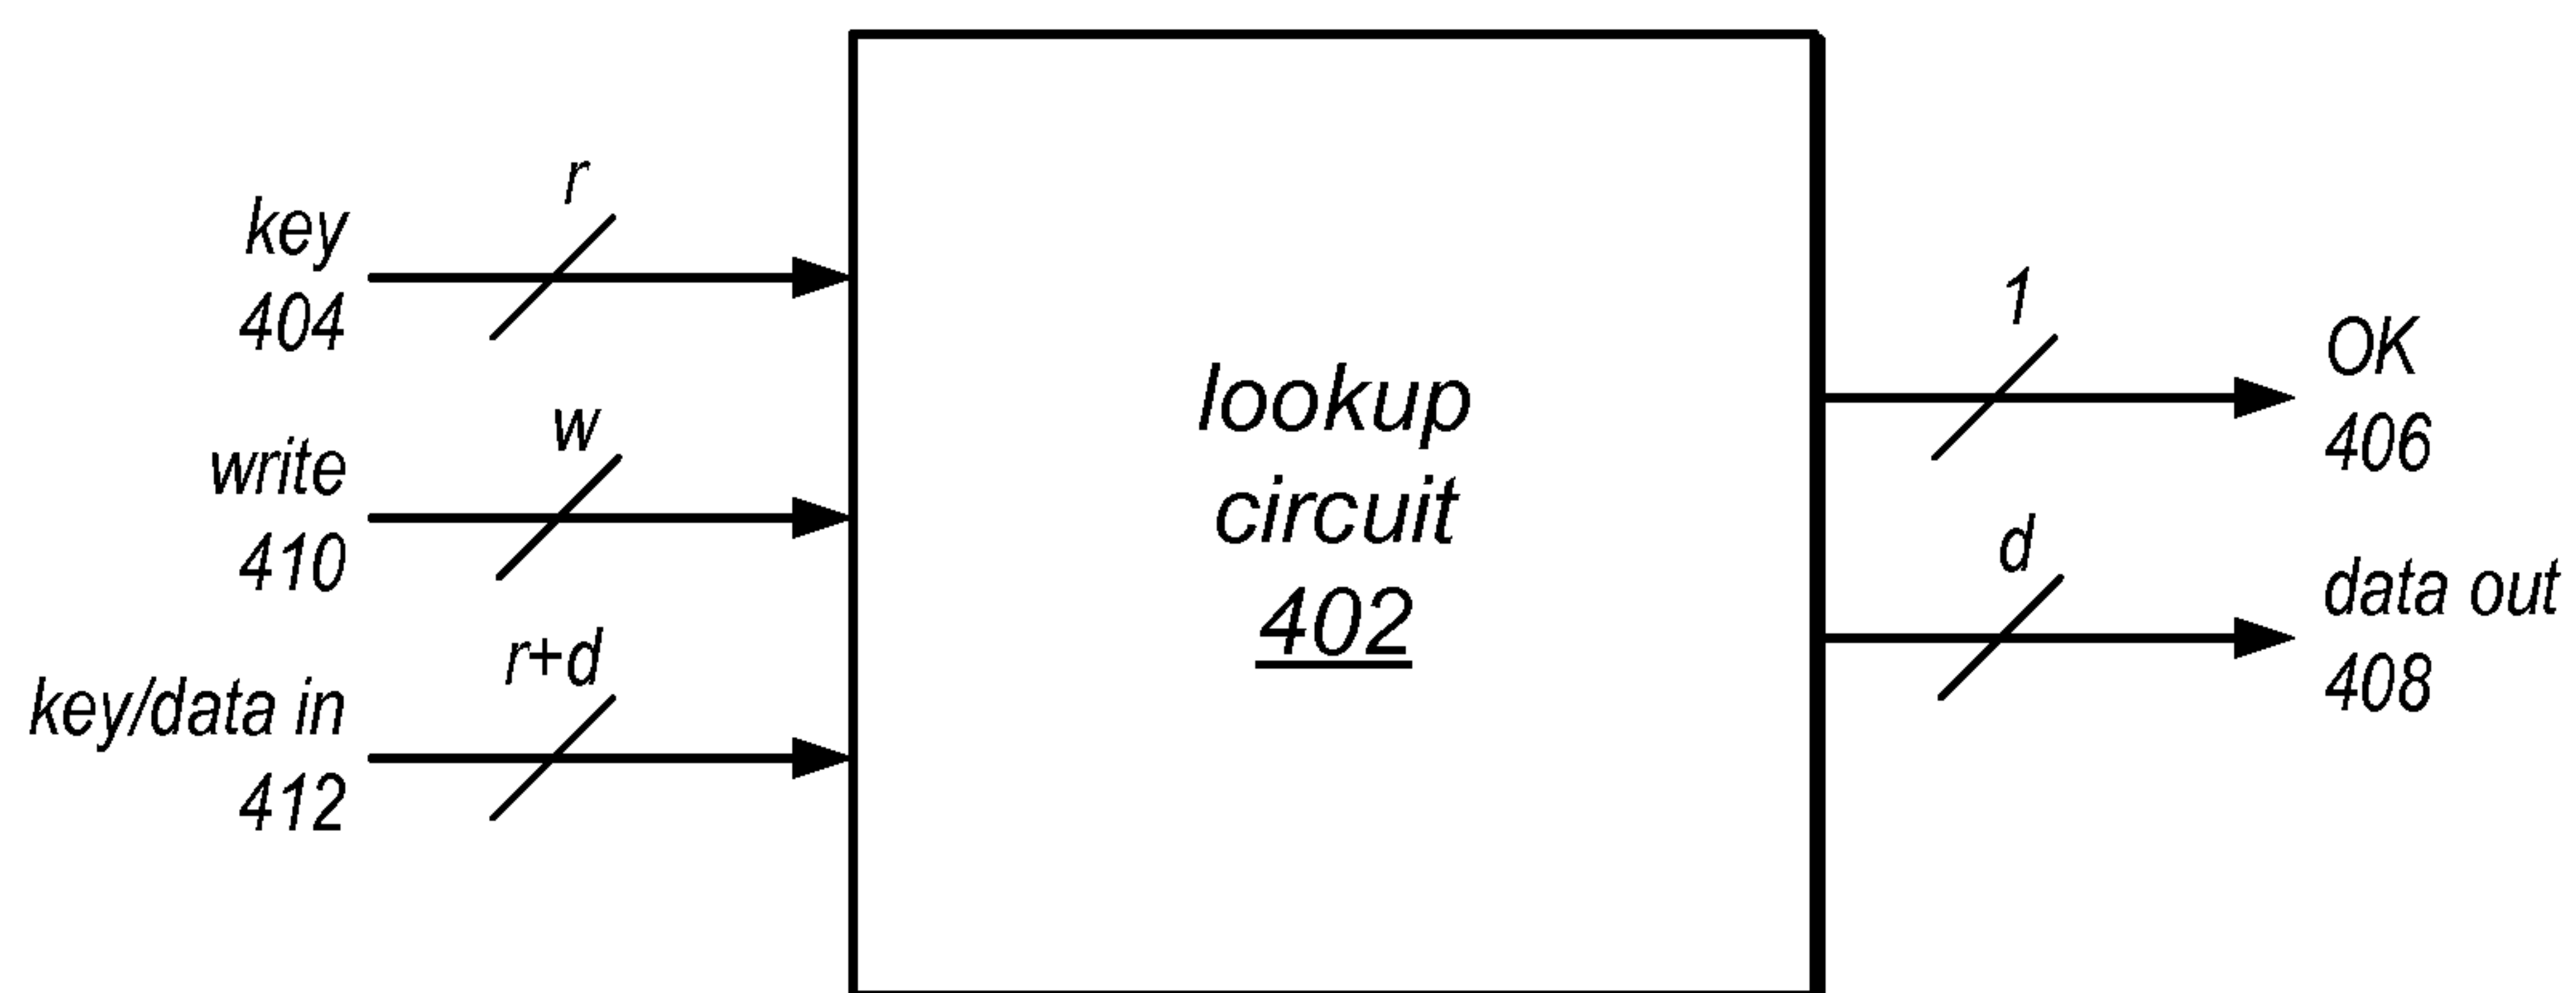 r
key
404
w
write
410
r+d
key/data in
412
lookup
circuit
402
1
OK
406
d
data out
408